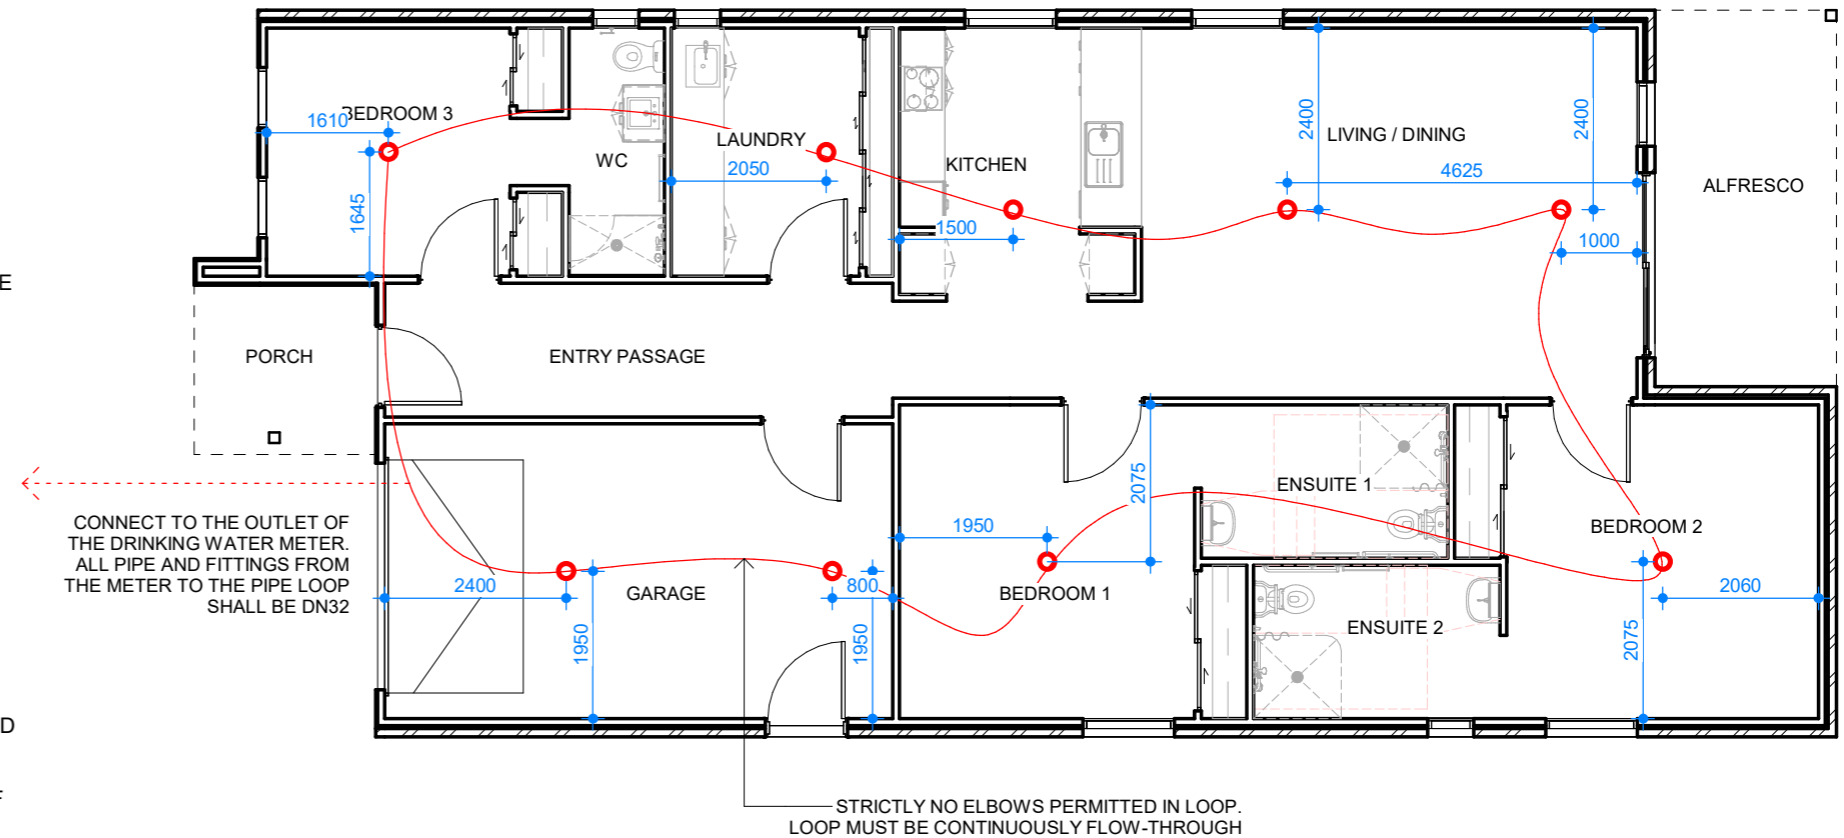 BEDROOM 3
1610
1645
WC
LAUNDRY
2050
KITCHEN
1500
2400
LIVING / DINING
2400
4625
1000
ALFRESCO
E
PORCH
ENTRY PASSAGE
CONNECT TO THE OUTLET OF
THE DRINKING WATER METER.
ALL PIPE AND FITTINGS FROM
THE METER TO THE PIPE LOOP
SHALL BE DN32
2400
1950
GARAGE
800
1950
1950
2075
BEDROOM 1
ENSUITE 1
ENSUITE 2
BEDROOM 2
2060
2075
D
STRICTLY NO ELBOWS PERMITTED IN LOOP.
LOOP MUST BE CONTINUOUSLY FLOW-THROUGH